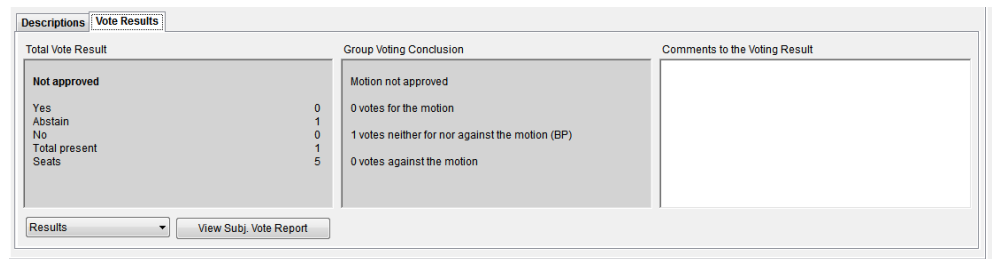 Descriptions Vote Results
Total Vote Result
Group Voting Conclusion
Comments to the Voting Result
Not approved
Yes 0
Abstain 1
No 0
Total present 1
Seats 5
Motion not approved
0 votes for the motion
1 votes neither for nor against the motion (BP)
0 votes against the motion
Results
View Subj. Vote Report